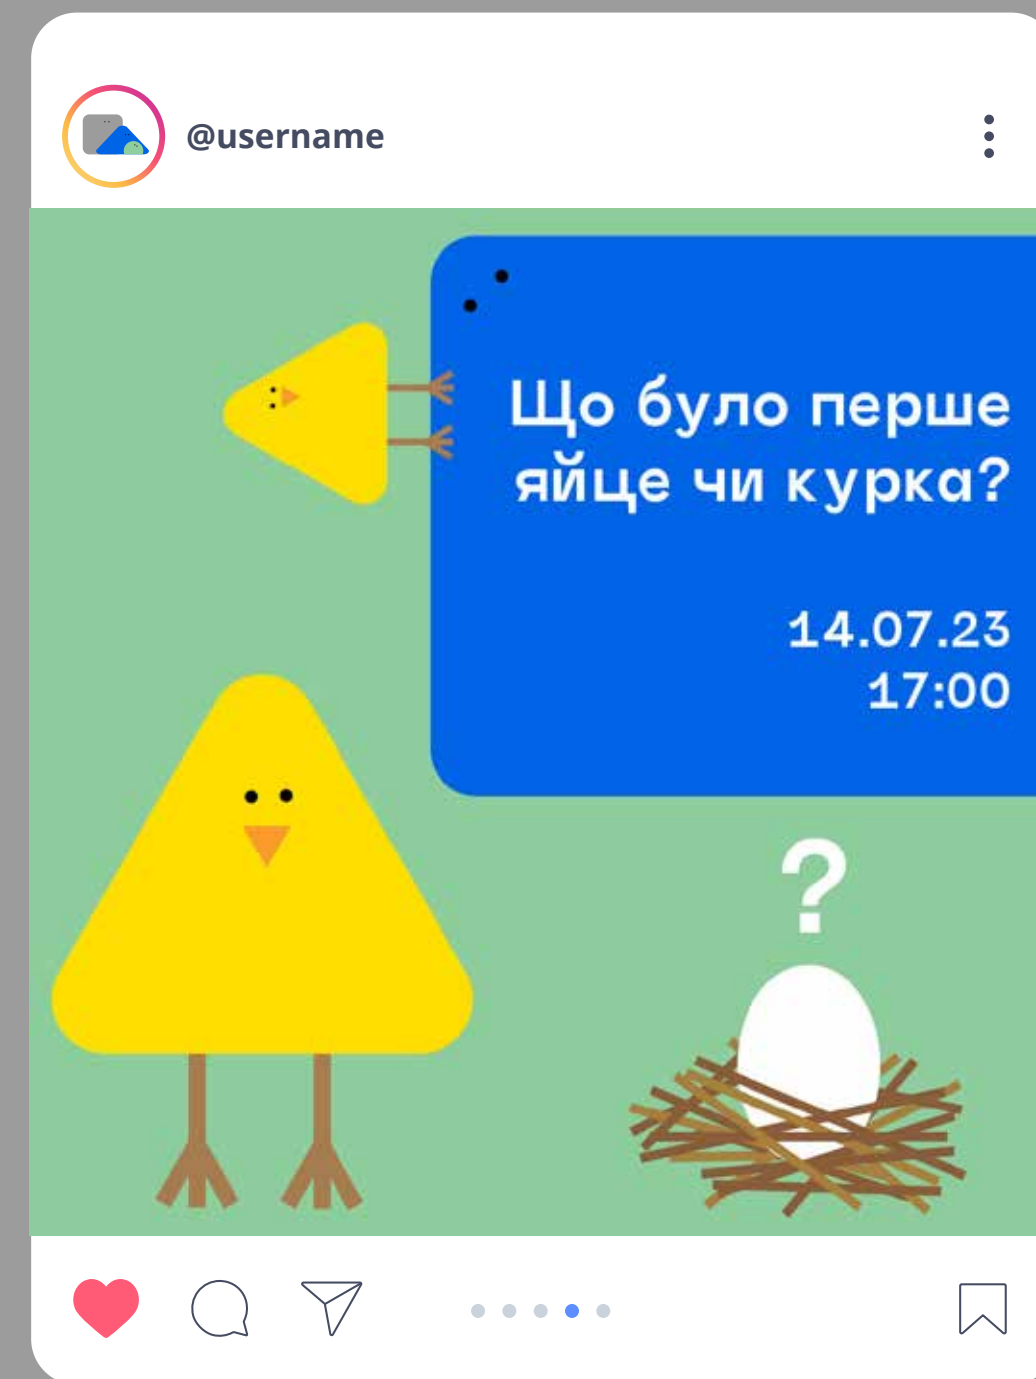 @username
Що було перше
яйце чи курка?
14.07.23
17:00
?